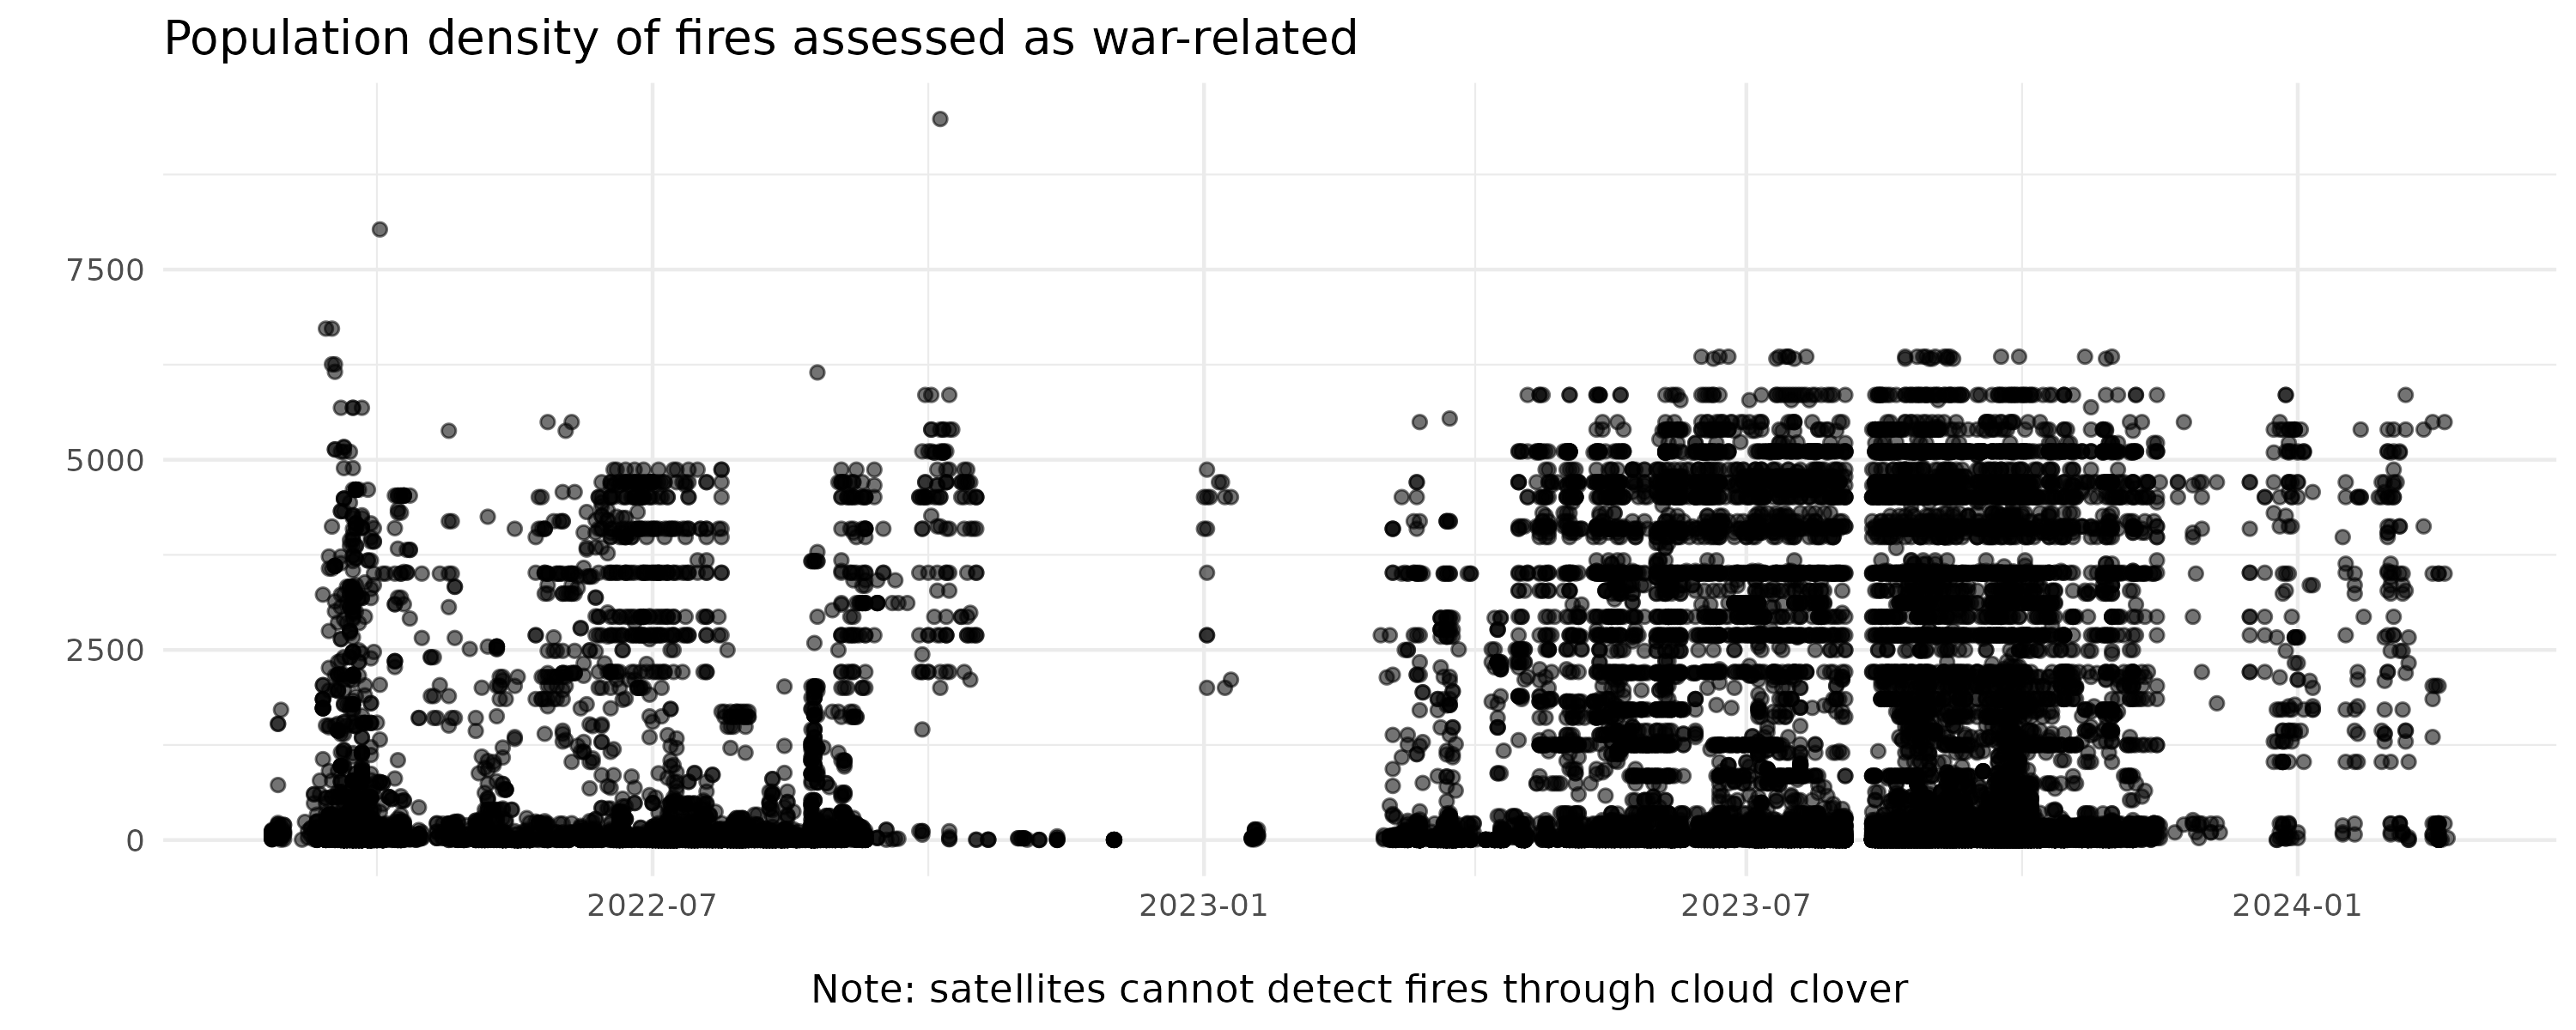 Population density of fires assessed as war-related
7500
5000
2500
0
2022-07 2023-01 2023-07 2024-01
Note: satellites cannot detect fires through cloud clover